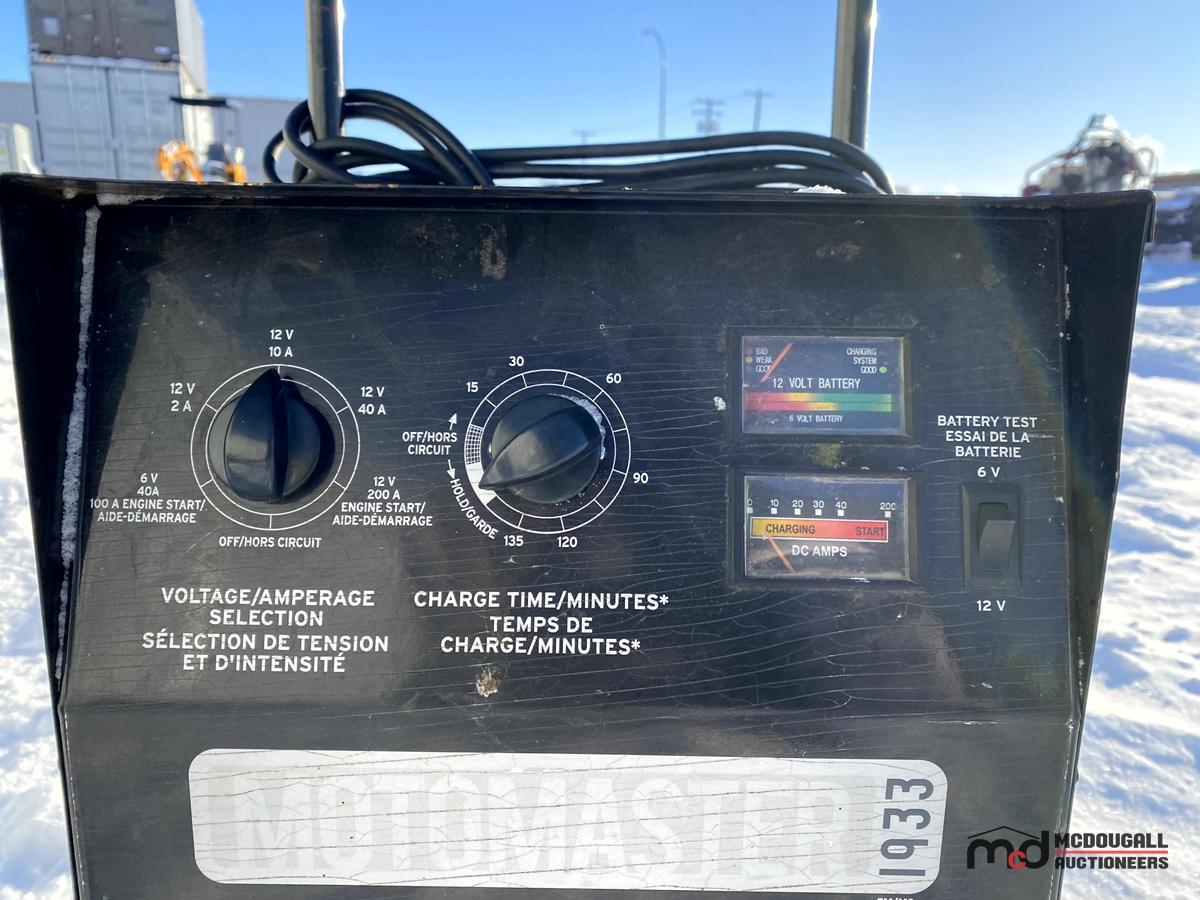 12 V
10 A
12 V
2 A
12 V
40 A
6 V
40A
100 A ENGINE START/
AIDE-DÉMARRAGE
12 V
200 A
ENGINE START/
AIDE-DÉMARRAGE
OFF/HORS CIRCUIT
VOLTAGE/AMPERAGE
SELECTION
SÉLECTION DE TENSION
ET D'INTENSITÉ
15
30
60
90
120
135
OFF/HORS
CIRCUIT
HOLD/GARDE
CHARGE TIME/MINUTES*
TEMPS DE
CHARGE/MINUTES*
BAD
WEAK
GOOD
CHARGING
SYSTEM
GOOD
12 VOLT BATTERY
6 VOLT BATTERY
0 10 20 30 40 200
CHARGING START
DC AMPS
BATTERY TEST
ESSAI DE LA
BATTERIE
6 V
12 V
MOTOMASTER
1933
mcd MCDOUGALL
AUCTIONEERS